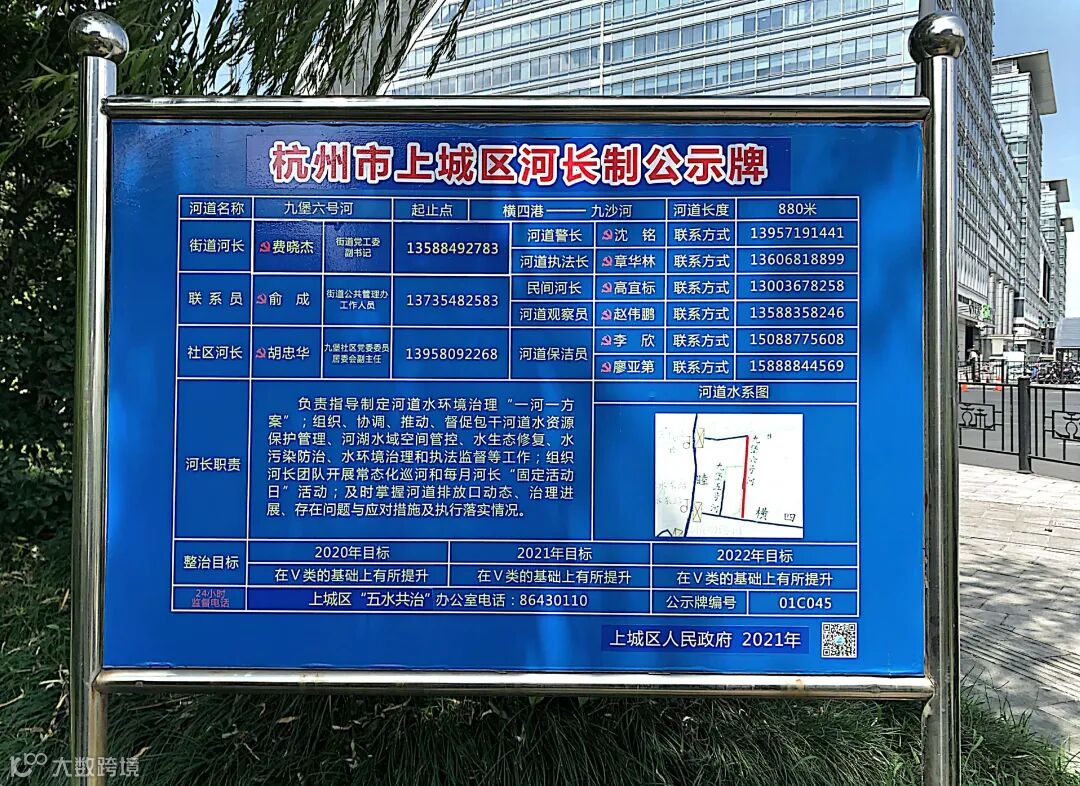 杭州市上城区河长制公示牌
河道名称 九堡六号河 起止点 横四港——九沙河 河道长度 880米
街道河长 费晓杰 街道党工委副书记 13588492783
河道警长 沈 铭 联系方式 13957191441
河道执法长 章华林 联系方式 13606818899
联系员 俞 成 街道公共管理办工作人员 13735482583
民间河长 高宜标 联系方式 13003678258
河道观察员 赵伟鹏 联系方式 13588358246
社区河长 胡忠华 九堡社区党委委员居委会副主任 13958092268
河道保洁员 李 欣 联系方式 15088775608
廖亚第 联系方式 15888844569
河长职责
负责指导制定河道水环境治理“一河一方
案”；组织、协调、推动、督促包干河道水资源
保护管理、河湖水域空间管控、水生态修复、水
污染防治、水环境治理和执法监督等工作；组织
河长团队开展常态化巡河和每月河长“固定活动
日”活动；及时掌握河道排放口动态、治理进
展、存在问题与应对措施及执行落实情况。
河道水系图
九堡六号河
九堡五号河
横四
整治目标 2020年目标 2021年目标 2022年目标
在Ⅴ类的基础上有所提升 在Ⅴ类的基础上有所提升 在Ⅴ类的基础上有所提升
24小时监督电话 上城区“五水共治”办公室电话：86430110 公示牌编号 01C045
上城区人民政府 2021年
大数跨境